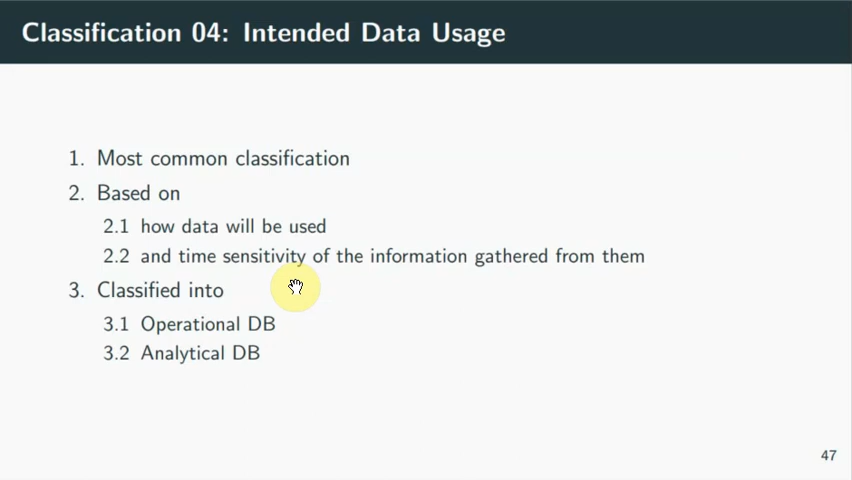 Classification 04: Intended Data Usage
1. Most common classification
2. Based on
2.1 how data will be used
2.2 and time sensitivity of the information gathered from them
3. Classified into
3.1 Operational DB
3.2 Analytical DB
47